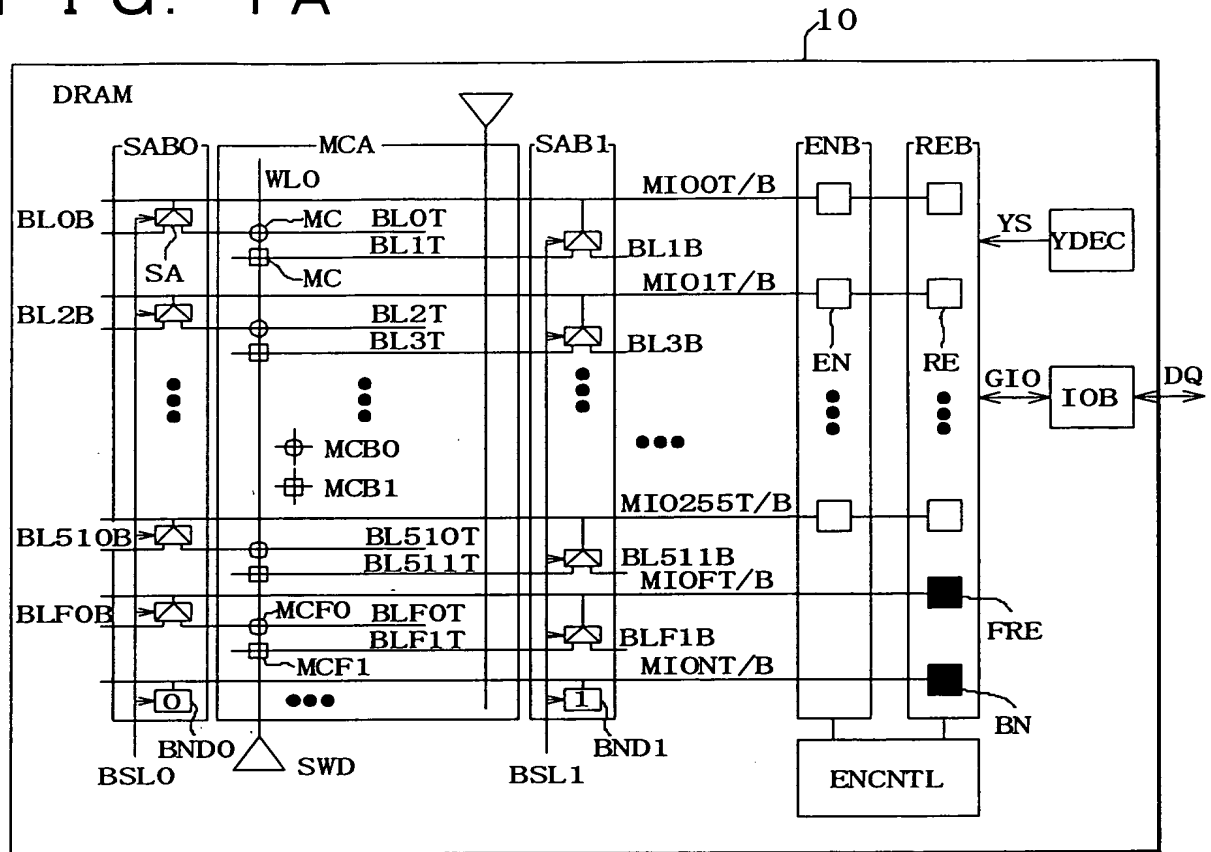 FIG. 1A
10
DRAM
SAB0 MCA SAB1 ENB REB
WL0
MIO0T/B
BL0B MC BL0T
BL1T BL1B
YS YDEC
SA MC
MIO1T/B
BL2B BL2T
BL3T BL3B
EN RE
GIO IOB DQ
MCB0
MCB1
MIO255T/B
BL510B BL510T
BL511T BL511B
MIOFT/B
BLF0B MCF0 BLF0T
BLF1T BLF1B
FRE
MCF1
MIONT/B
0 1
BND0 BND1 BN
BSL0 SWD BSL1
ENCNTL